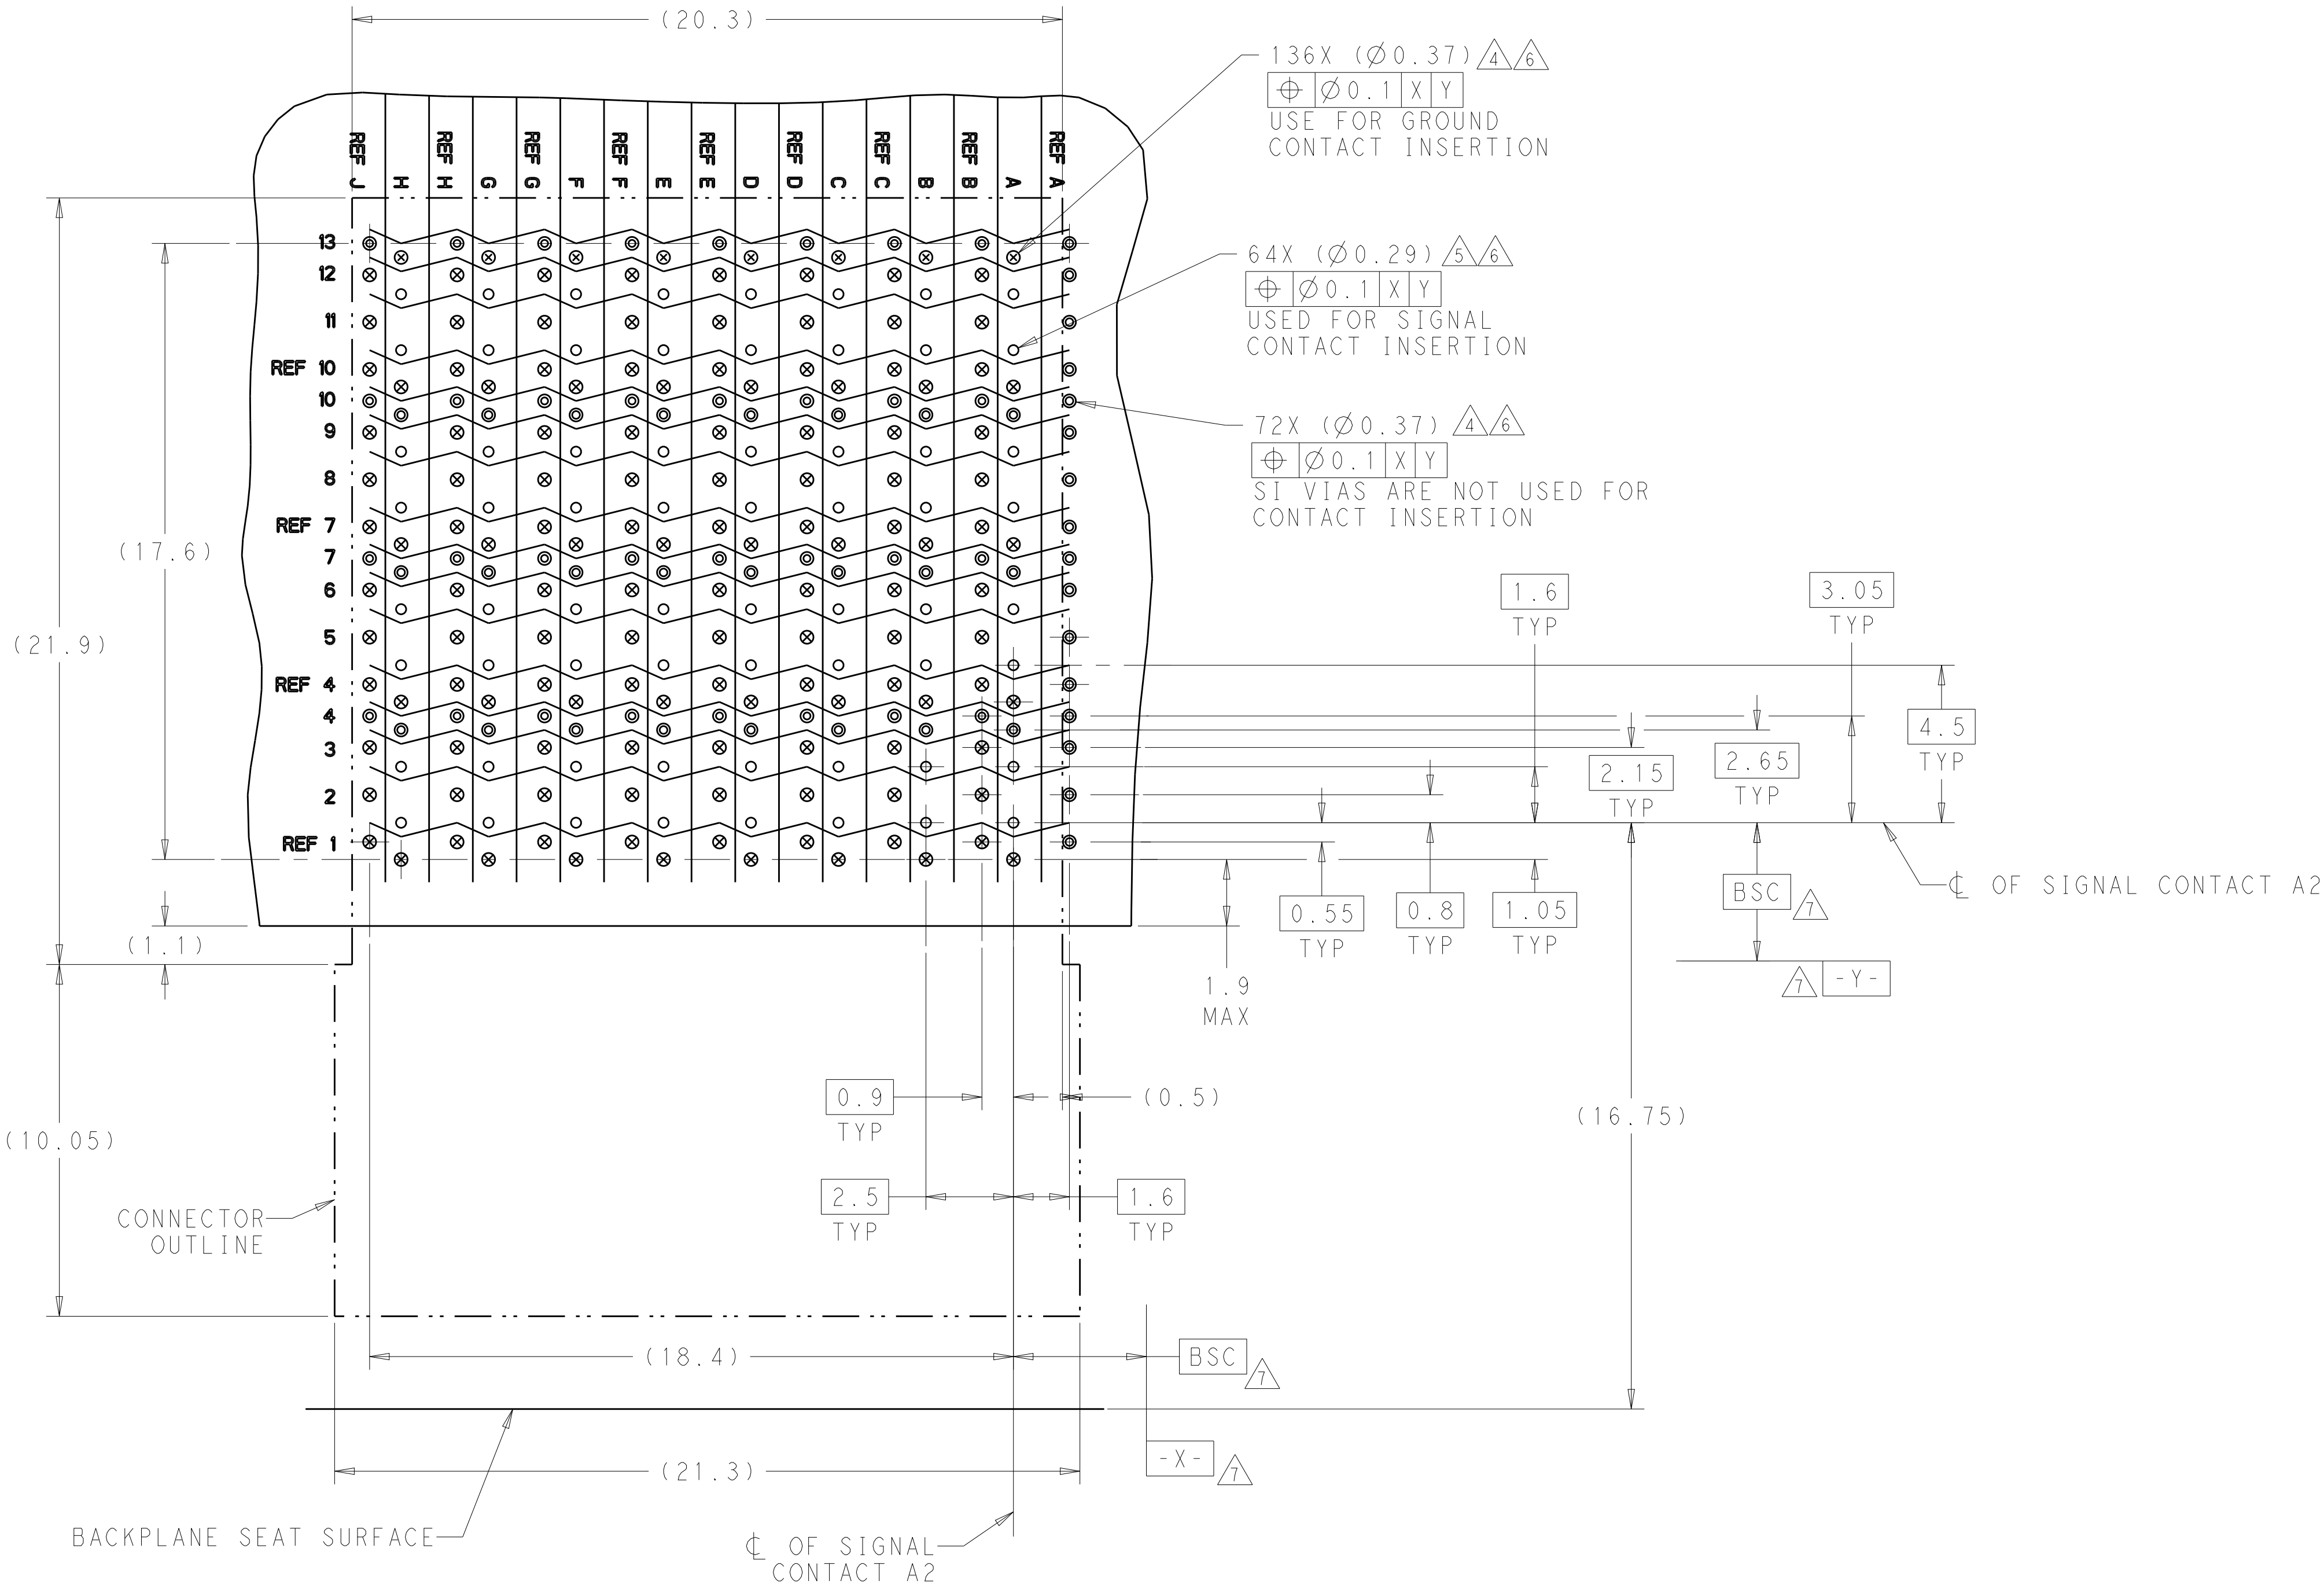 (20.3)
136X (Ø0.37) 4 6
⌖ Ø0.1 X Y
USE FOR GROUND
CONTACT INSERTION
REF J H REF H G REF G F REF F E REF E D REF D C REF C B REF B A REF A
64X (Ø0.29) 5 6
⌖ Ø0.1 X Y
USED FOR SIGNAL
CONTACT INSERTION
72X (Ø0.37) 4 6
⌖ Ø0.1 X Y
SI VIAS ARE NOT USED FOR
CONTACT INSERTION
13
12
11
REF 10
10
9
8
REF 7
7
6
5
REF 4
4
3
2
REF 1
(17.6)
(21.9)
(1.1)
(10.05)
1.6
TYP
3.05
TYP
4.5
TYP
2.15
TYP
2.65
TYP
0.55
TYP
0.8
TYP
1.05
TYP
BSC 7
7 -Y-
℄ OF SIGNAL CONTACT A2
1.9
MAX
0.9
TYP
(0.5)
(16.75)
2.5
TYP
1.6
TYP
CONNECTOR
OUTLINE
(18.4)
BSC 7
-X- 7
(21.3)
BACKPLANE SEAT SURFACE
℄ OF SIGNAL
CONTACT A2